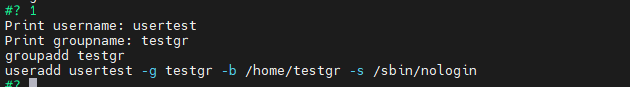 #? 1
Print username: usertest
Print groupname: testgr
groupadd testgr
useradd usertest -g testgr -b /home/testgr -s /sbin/nologin
#?